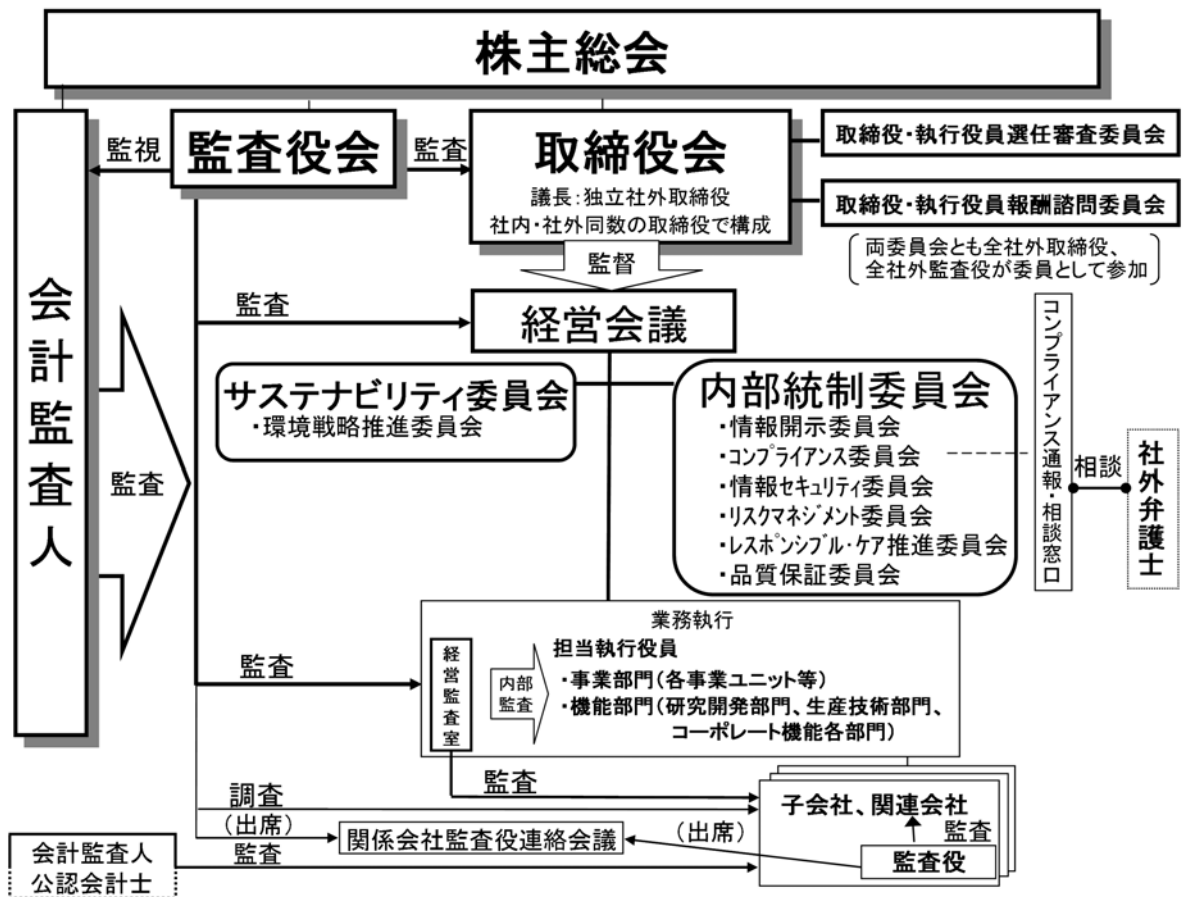 株主総会
監視
監査役会
監査
取締役会
議長:独立社外取締役
社内・社外同数の取締役で構成
取締役・執行役員選任審査委員会
取締役・執行役員報酬諮問委員会
両委員会とも全社外取締役、
全社外監査役が委員として参加
監督
会計監査人
監査
監査
経営会議
サステナビリティ委員会
・環境戦略推進委員会
内部統制委員会
・情報開示委員会
・コンプライアンス委員会
・情報セキュリティ委員会
・リスクマネジメント委員会
・レスポンシブル・ケア推進委員会
・品質保証委員会
コンプライアンス通報・相談窓口
相談
社外弁護士
業務執行
監査
経営監査室
内部
監査
担当執行役員
・事業部門(各事業ユニット等)
・機能部門(研究開発部門、生産技術部門、
コーポレート機能各部門)
監査
調査
(出席)
関係会社監査役連絡会議
(出席)
子会社、関連会社
監査
監査役
会計監査人
公認会計士
監査